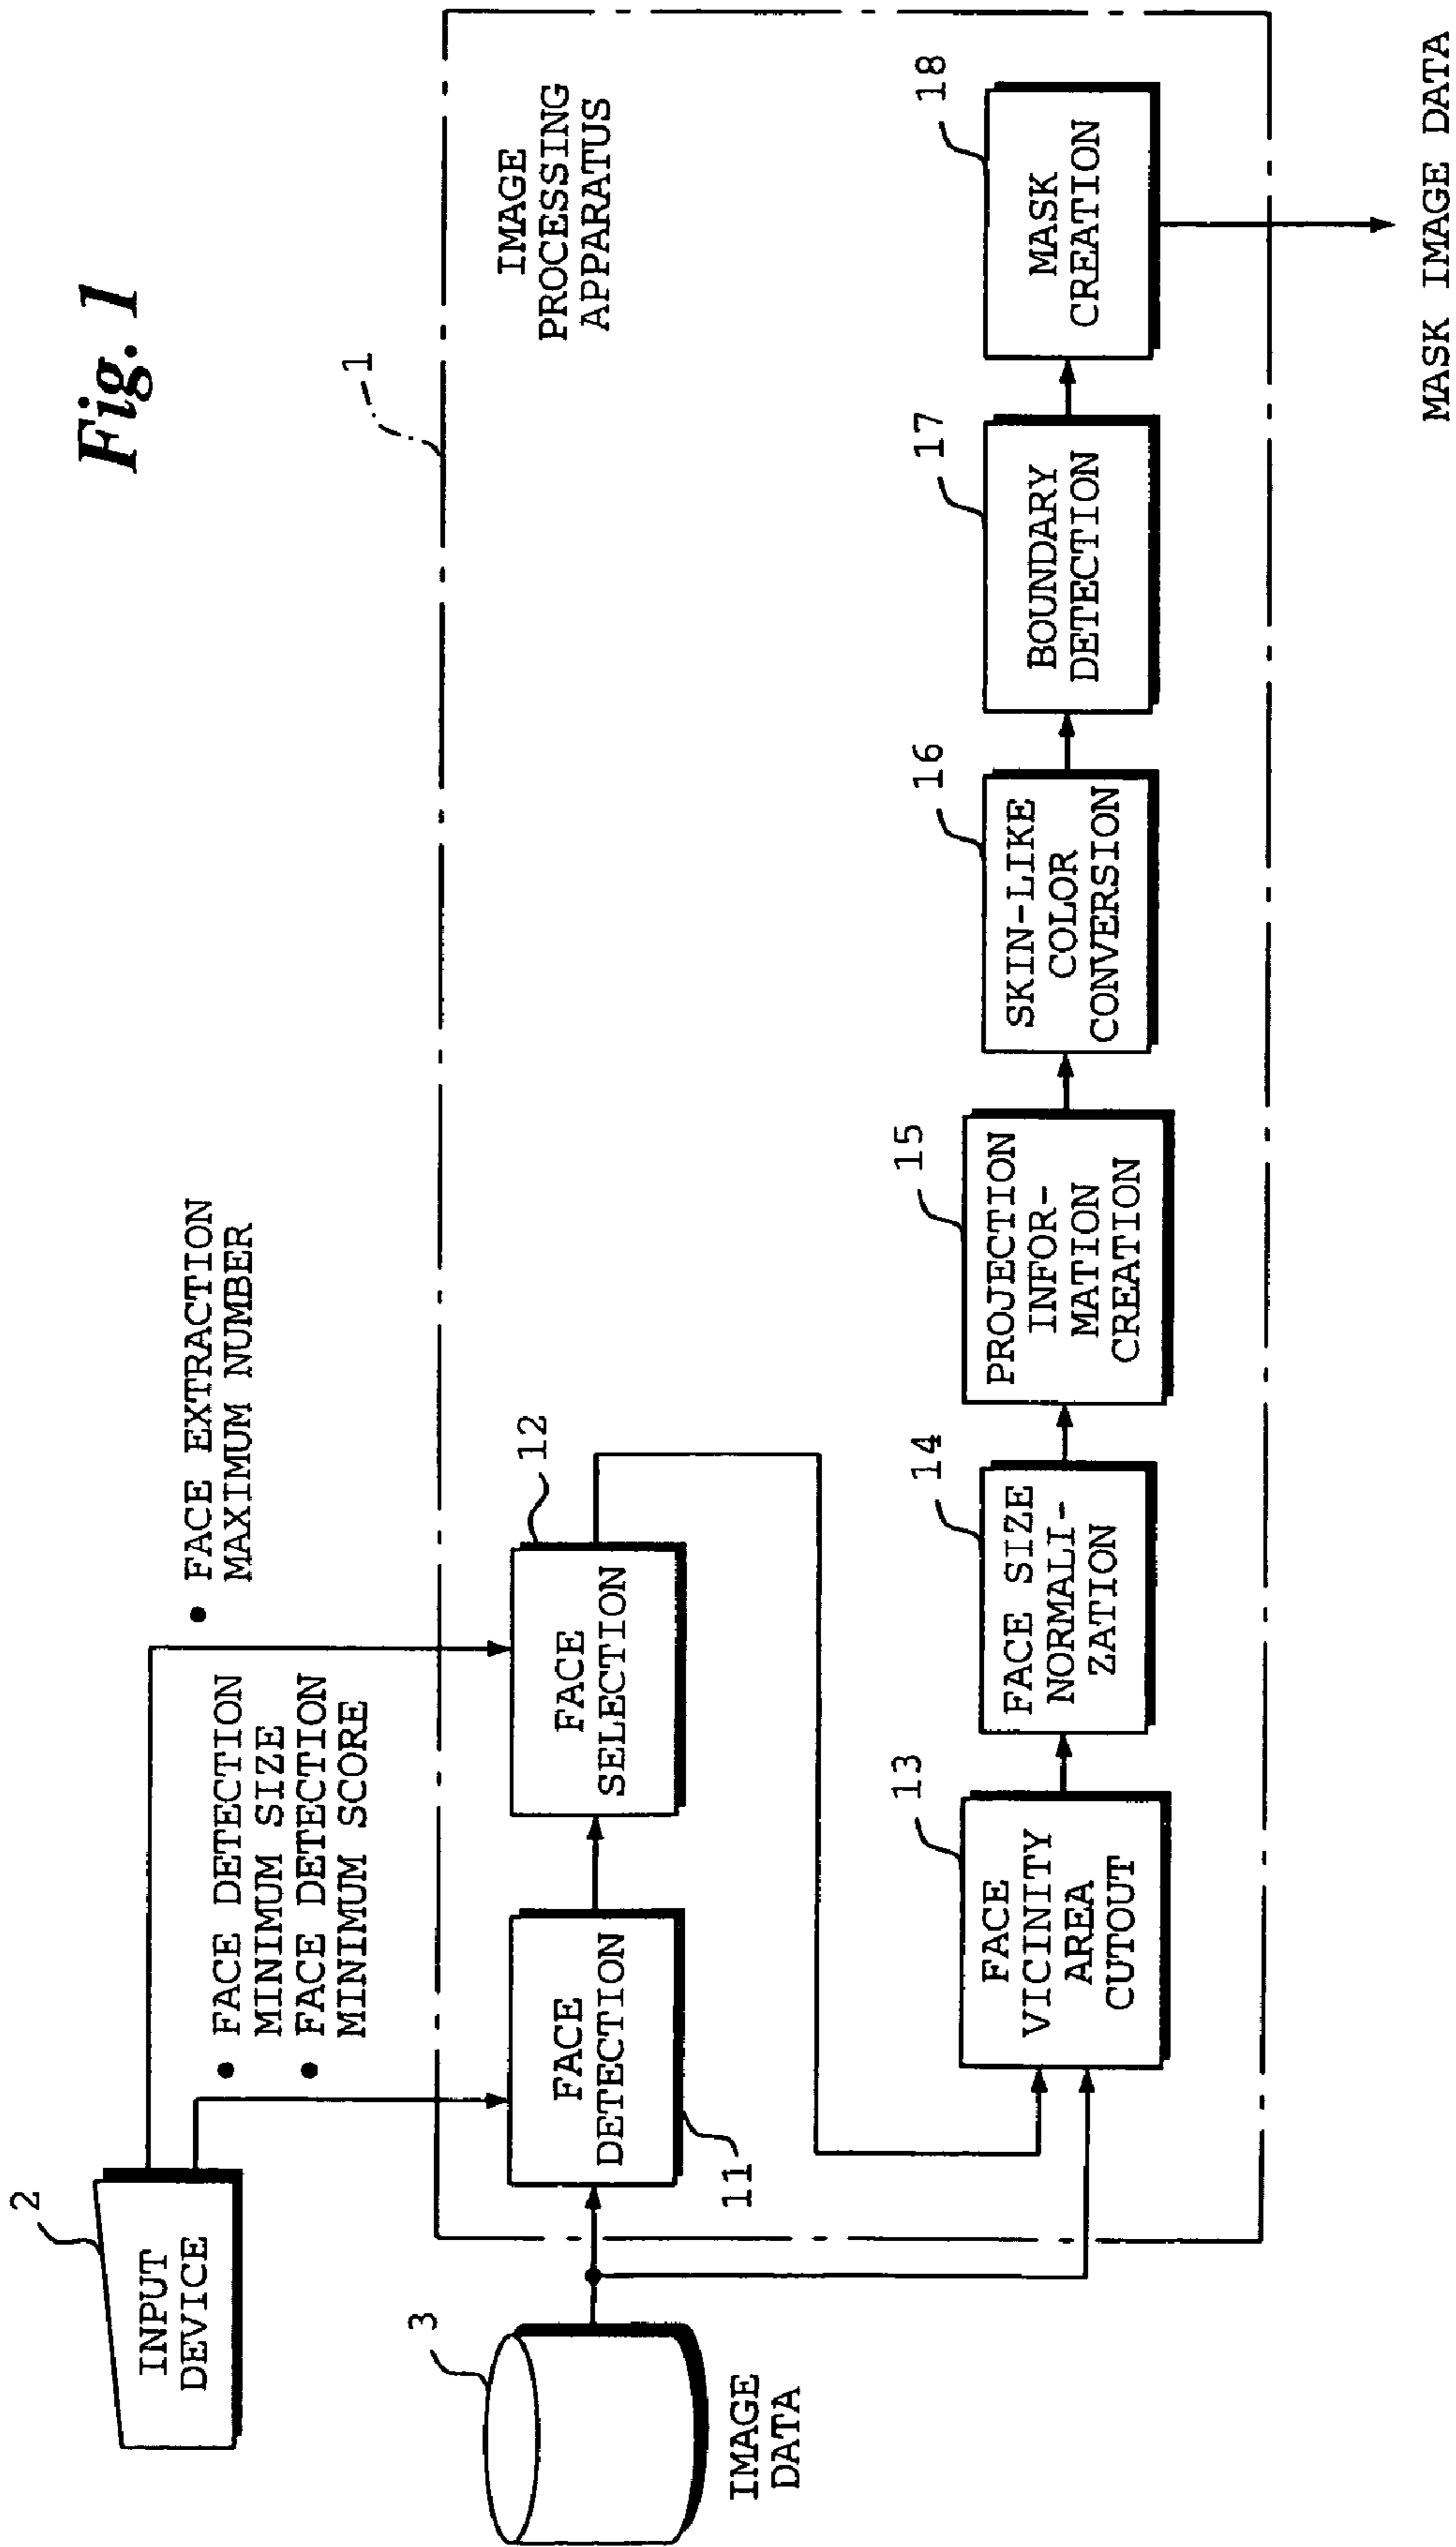 Fig. 1
2
INPUT
DEVICE
• FACE EXTRACTION
MAXIMUM NUMBER
• FACE DETECTION
MINIMUM SIZE
• FACE DETECTION
MINIMUM SCORE
1
IMAGE
PROCESSING
APPARATUS
3
IMAGE
DATA
11
FACE
DETECTION
12
FACE
SELECTION
13
FACE
VICINITY
AREA
CUTOUT
14
FACE SIZE
NORMALI-
ZATION
15
PROJECTION
INFOR-
MATION
CREATION
16
SKIN-LIKE
COLOR
CONVERSION
17
BOUNDARY
DETECTION
18
MASK
CREATION
MASK IMAGE DATA